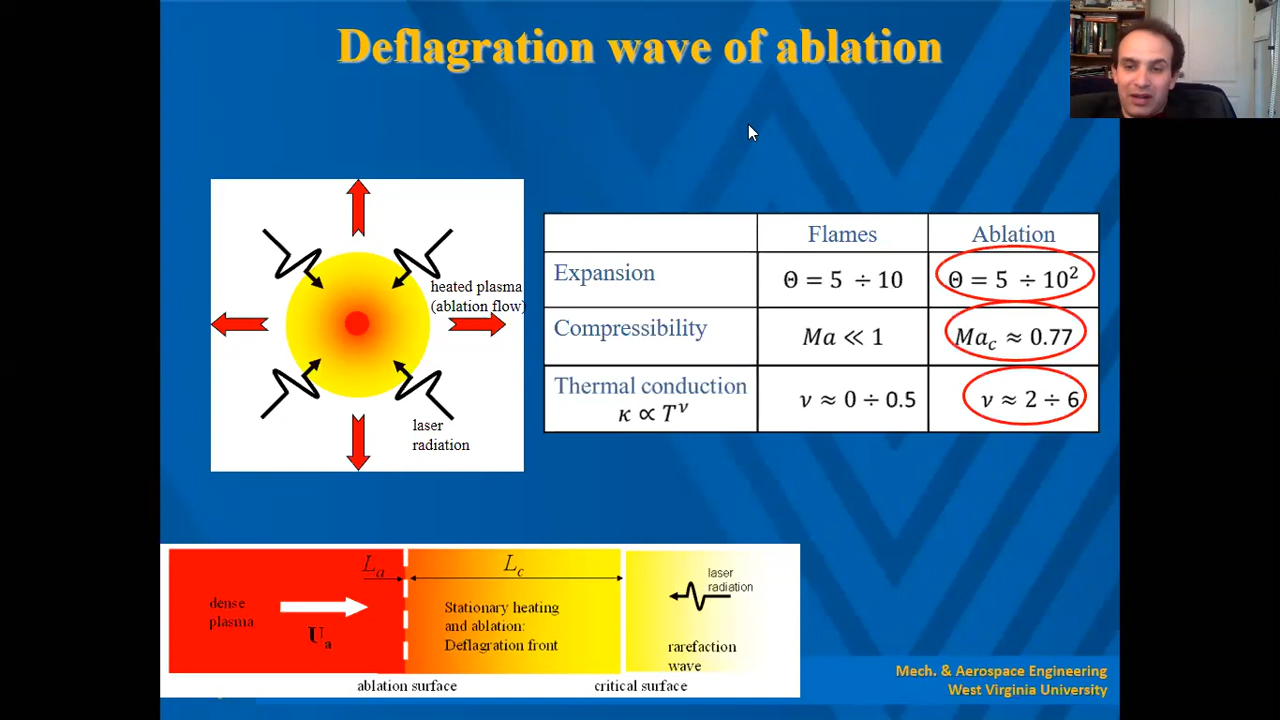 Deflagration wave of ablation
heated plasma
(ablation flow)
laser
radiation
Flames
Ablation
Expansion
Θ = 5 ÷ 10
Θ = 5 ÷ 10²
Compressibility
Ma ≪ 1
Ma_c ≈ 0.77
Thermal conduction
κ ∝ T^ν
ν ≈ 0 ÷ 0.5
ν ≈ 2 ÷ 6
L_a
L_c
dense
plasma
U_a
Stationary heating
and ablation:
Deflagration front
laser
radiation
rarefaction
wave
ablation surface
critical surface
Mech. & Aerospace Engineering
West Virginia University